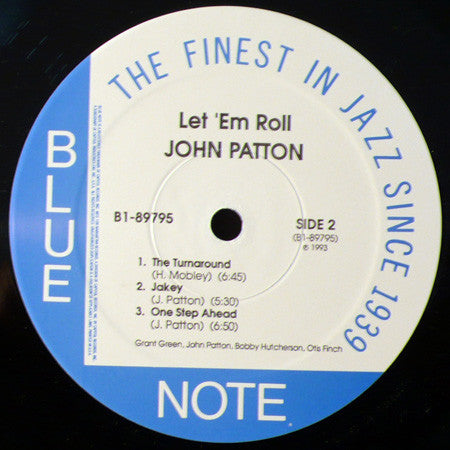 THE FINEST IN JAZZ SINCE 1939
BLUE
NOTE
Let 'Em Roll
JOHN PATTON
B1-89795
SIDE 2
(B1-89795)
℗ 1993
1. The Turnaround
(H. Mobley) (6:45)
2. Jakey
(J. Patton) (5:30)
3. One Step Ahead
(J. Patton) (6:50)
Grant Green, John Patton, Bobby Hutcherson, Otis Finch